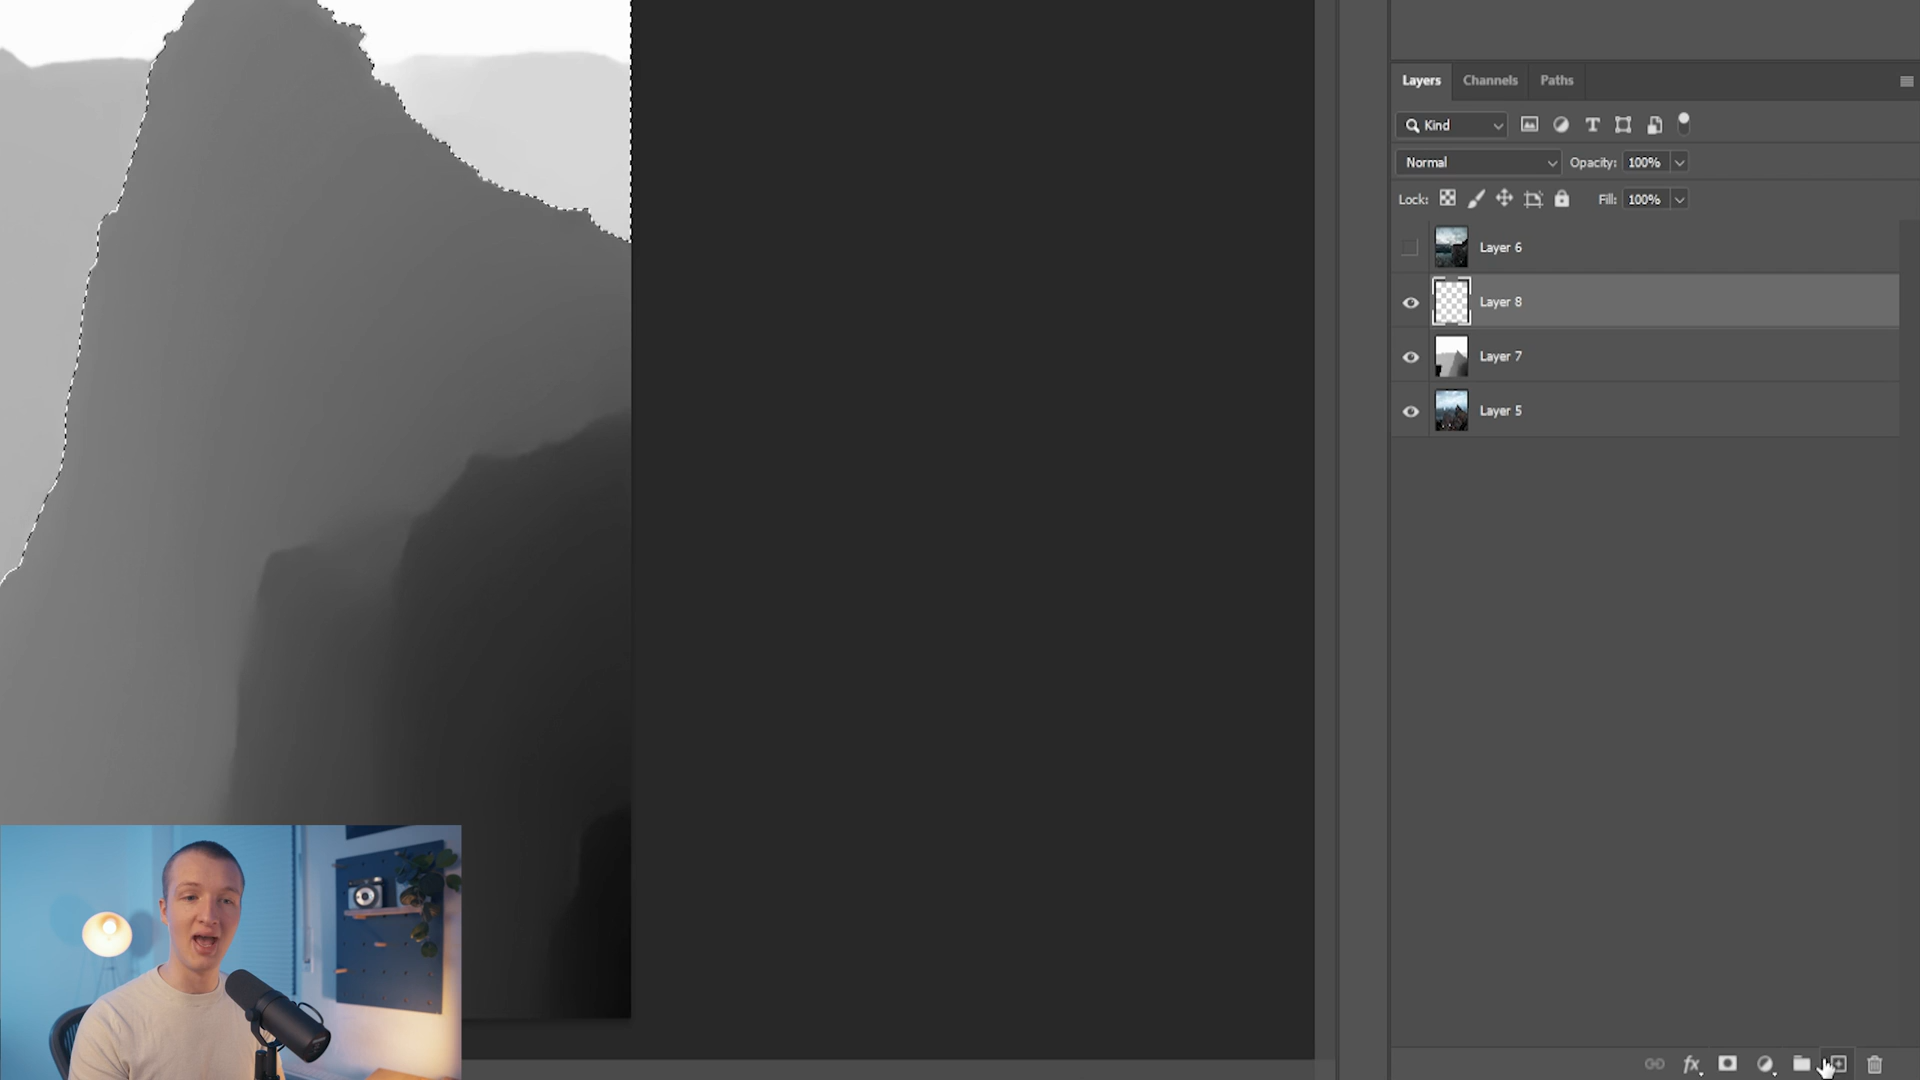 Layers Channels Paths
Kind
Normal Opacity: 100%
Lock: Fill: 100%
Layer 6
Layer 8
Layer 7
Layer 5
fx